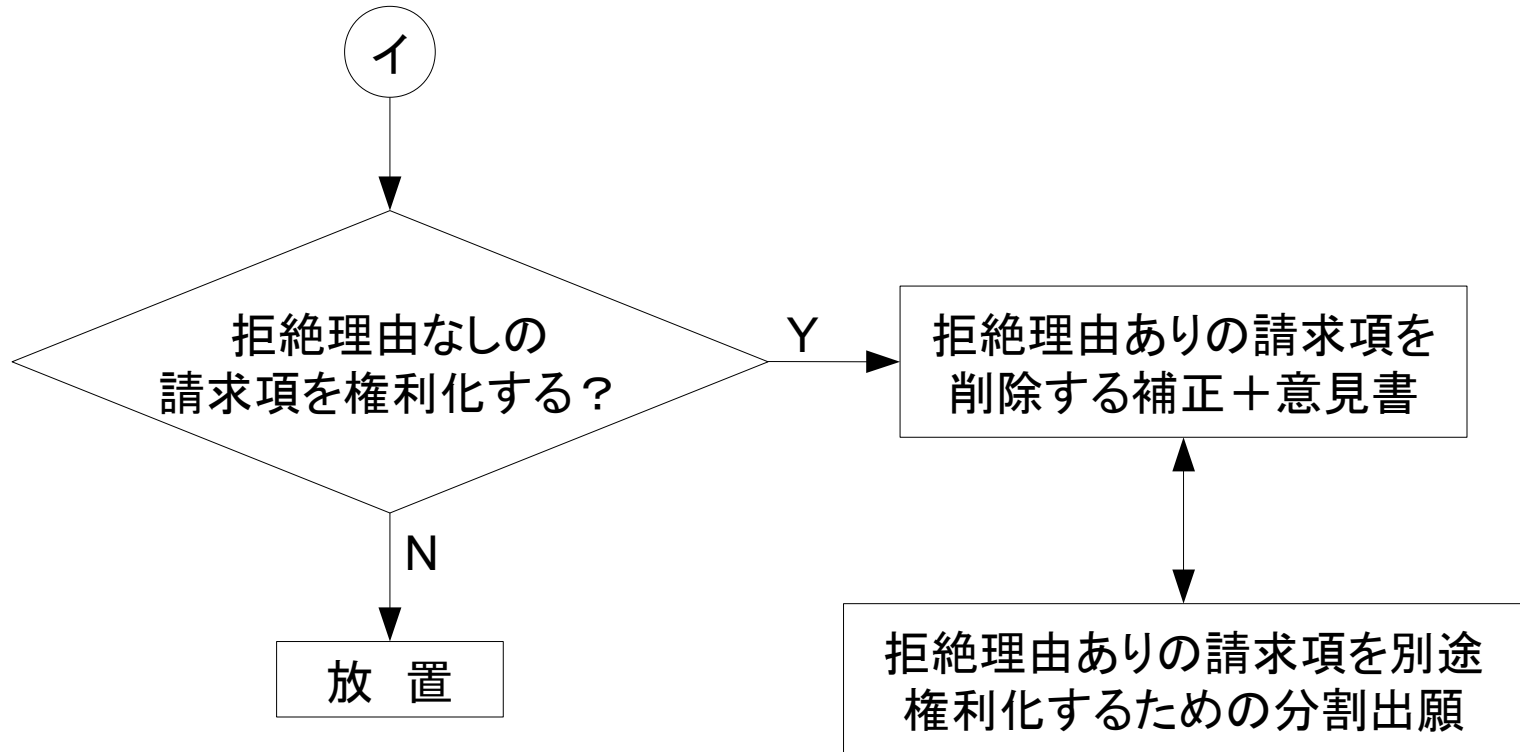 イ
拒絶理由なしの
請求項を権利化する？
Y
拒絶理由ありの請求項を
削除する補正＋意見書
N
放 置
拒絶理由ありの請求項を別途
権利化するための分割出願